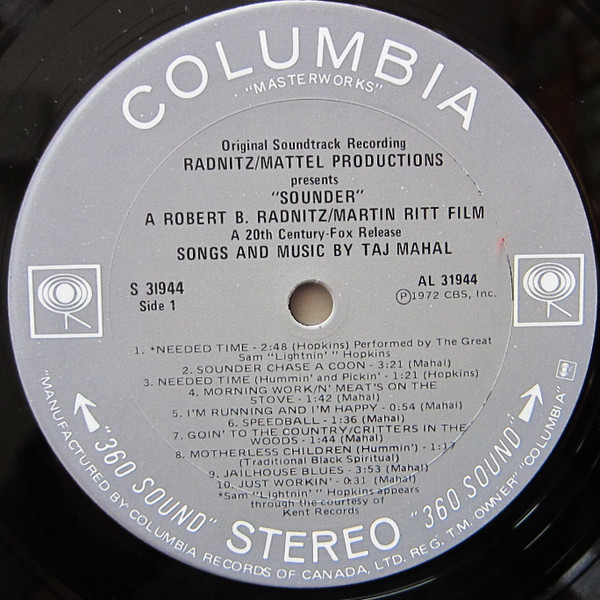 COLUMBIA
"MASTERWORKS"
Original Soundtrack Recording
RADNITZ/MATTEL PRODUCTIONS
presents
"SOUNDER"
A ROBERT B. RADNITZ/MARTIN RITT FILM
A 20th Century-Fox Release
SONGS AND MUSIC BY TAJ MAHAL
S 31944
Side 1
AL 31944
Ⓟ1972 CBS, Inc.
1. *NEEDED TIME - 2:48 (Hopkins) Performed by The Great
Sam "Lightnin' " Hopkins
2. SOUNDER CHASE A COON - 3:21 (Mahal)
3. NEEDED TIME (Hummin' and Pickin' - 1:21 (Hopkins)
4. MORNING WORK/N' MEAT'S ON THE
STOVE - 1:42 (Mahal)
5. I'M RUNNING AND I'M HAPPY - 0:54 (Mahal)
6. SPEEDBALL - 1:36 (Mahal)
7. GOIN' TO THE COUNTRY/CRITTERS IN THE
WOODS - 1:44 (Mahal)
8. MOTHERLESS CHILDREN (Hummin') - 1:17
(Traditional Black Spiritual)
9. JAILHOUSE BLUES - 3:53 (Mahal)
10. JUST WORKIN' - 0:31 (Mahal)
*Sam "Lightnin' " Hopkins appears
through the courtesy of
Kent Records
"360 SOUND" STEREO "360 SOUND"
"MANUFACTURED BY COLUMBIA RECORDS OF CANADA, LTD. REG. T.M. OWNER" "COLUMBIA"